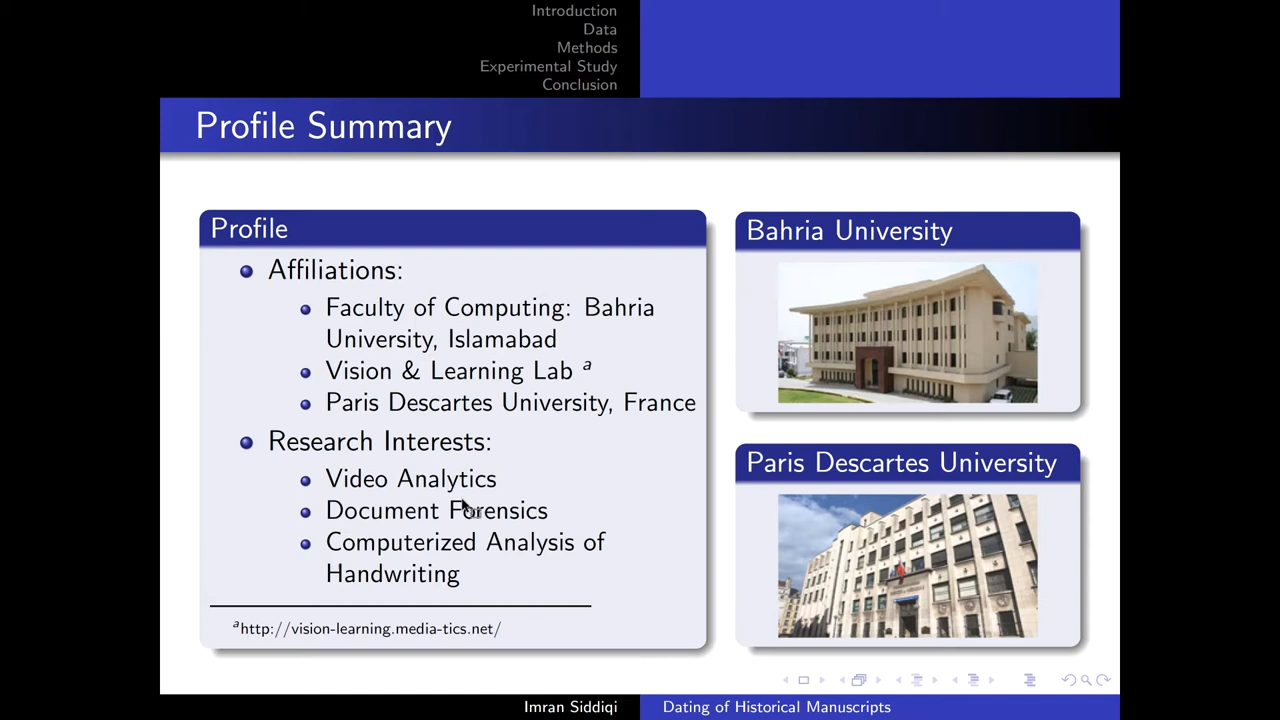 Introduction
Data
Methods
Experimental Study
Conclusion
Profile Summary
Profile
Affiliations:
Faculty of Computing: Bahria
University, Islamabad
Vision & Learning Lab a
Paris Descartes University, France
Research Interests:
Video Analytics
Document Forensics
Computerized Analysis of
Handwriting
a http://vision-learning.media-tics.net/
Bahria University
Paris Descartes University
Imran Siddiqi
Dating of Historical Manuscripts